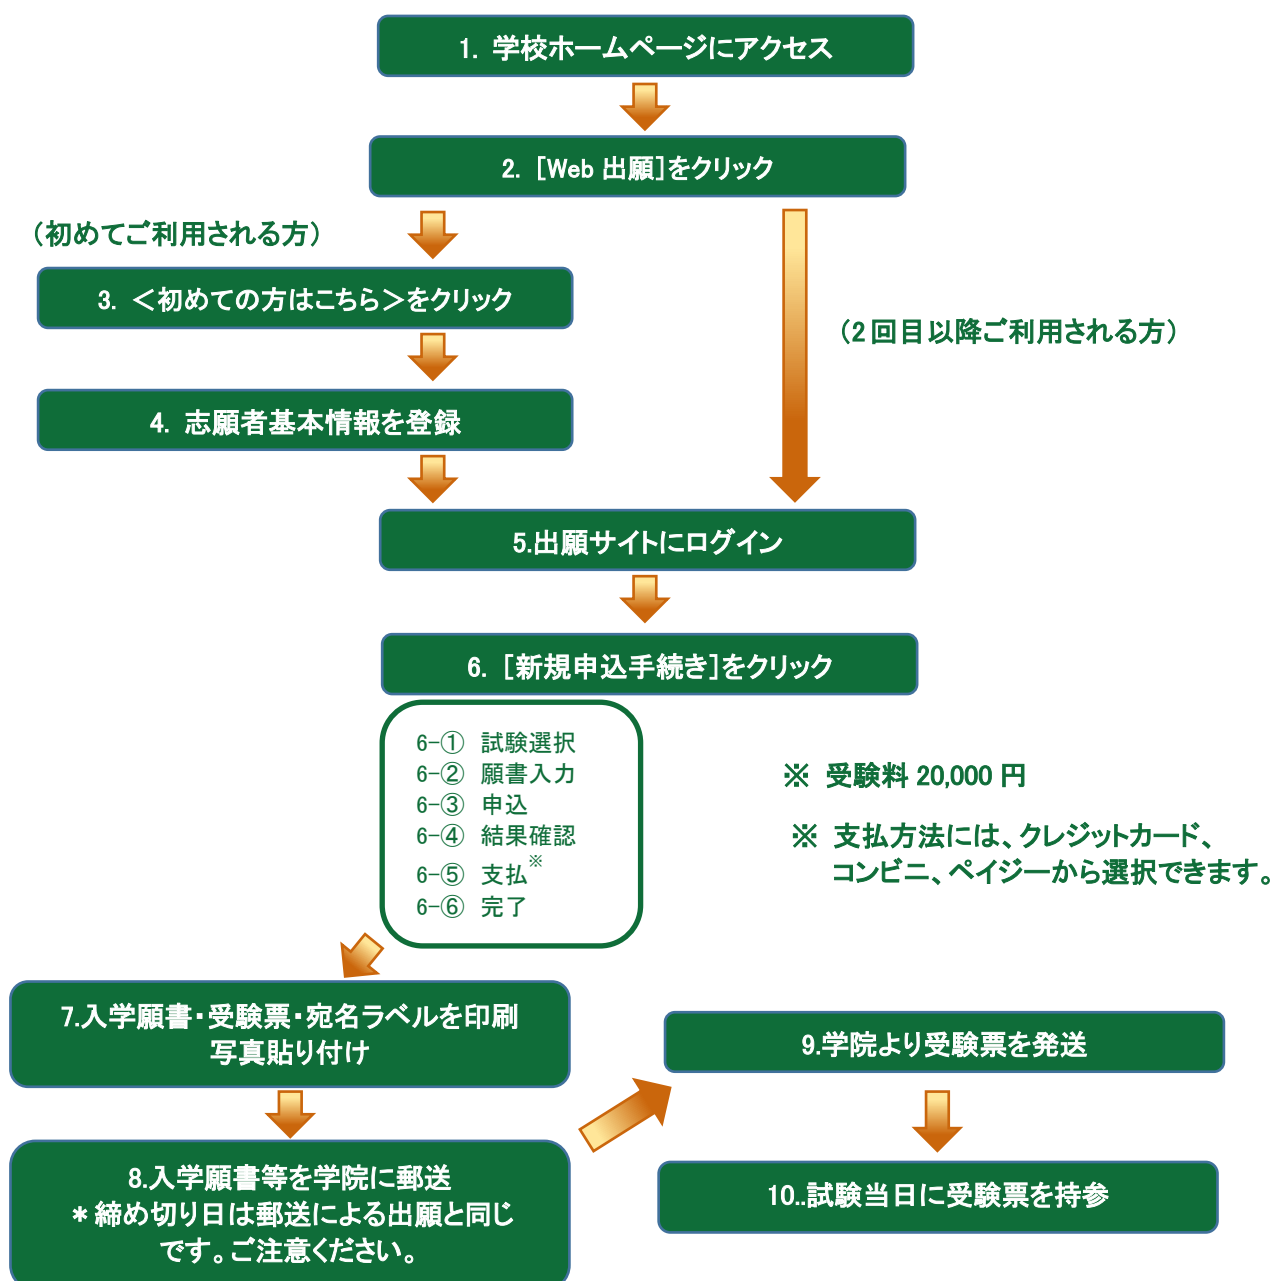 1. 学校ホームページにアクセス
2. [Web 出願]をクリック
（初めてご利用される方）
3. ＜初めての方はこちら＞をクリック
（2回目以降ご利用される方）
4. 志願者基本情報を登録
5.出願サイトにログイン
6. [新規申込手続き]をクリック
6-① 試験選択
6-② 願書入力
6-③ 申込
6-④ 結果確認
6-⑤ 支払※
6-⑥ 完了
※ 受験料 20,000 円
※ 支払方法には、クレジットカード、
コンビニ、ペイジーから選択できます。
7.入学願書・受験票・宛名ラベルを印刷
写真貼り付け
8.入学願書等を学院に郵送
＊締め切り日は郵送による出願と同じ
です。ご注意ください。
9.学院より受験票を発送
10..試験当日に受験票を持参